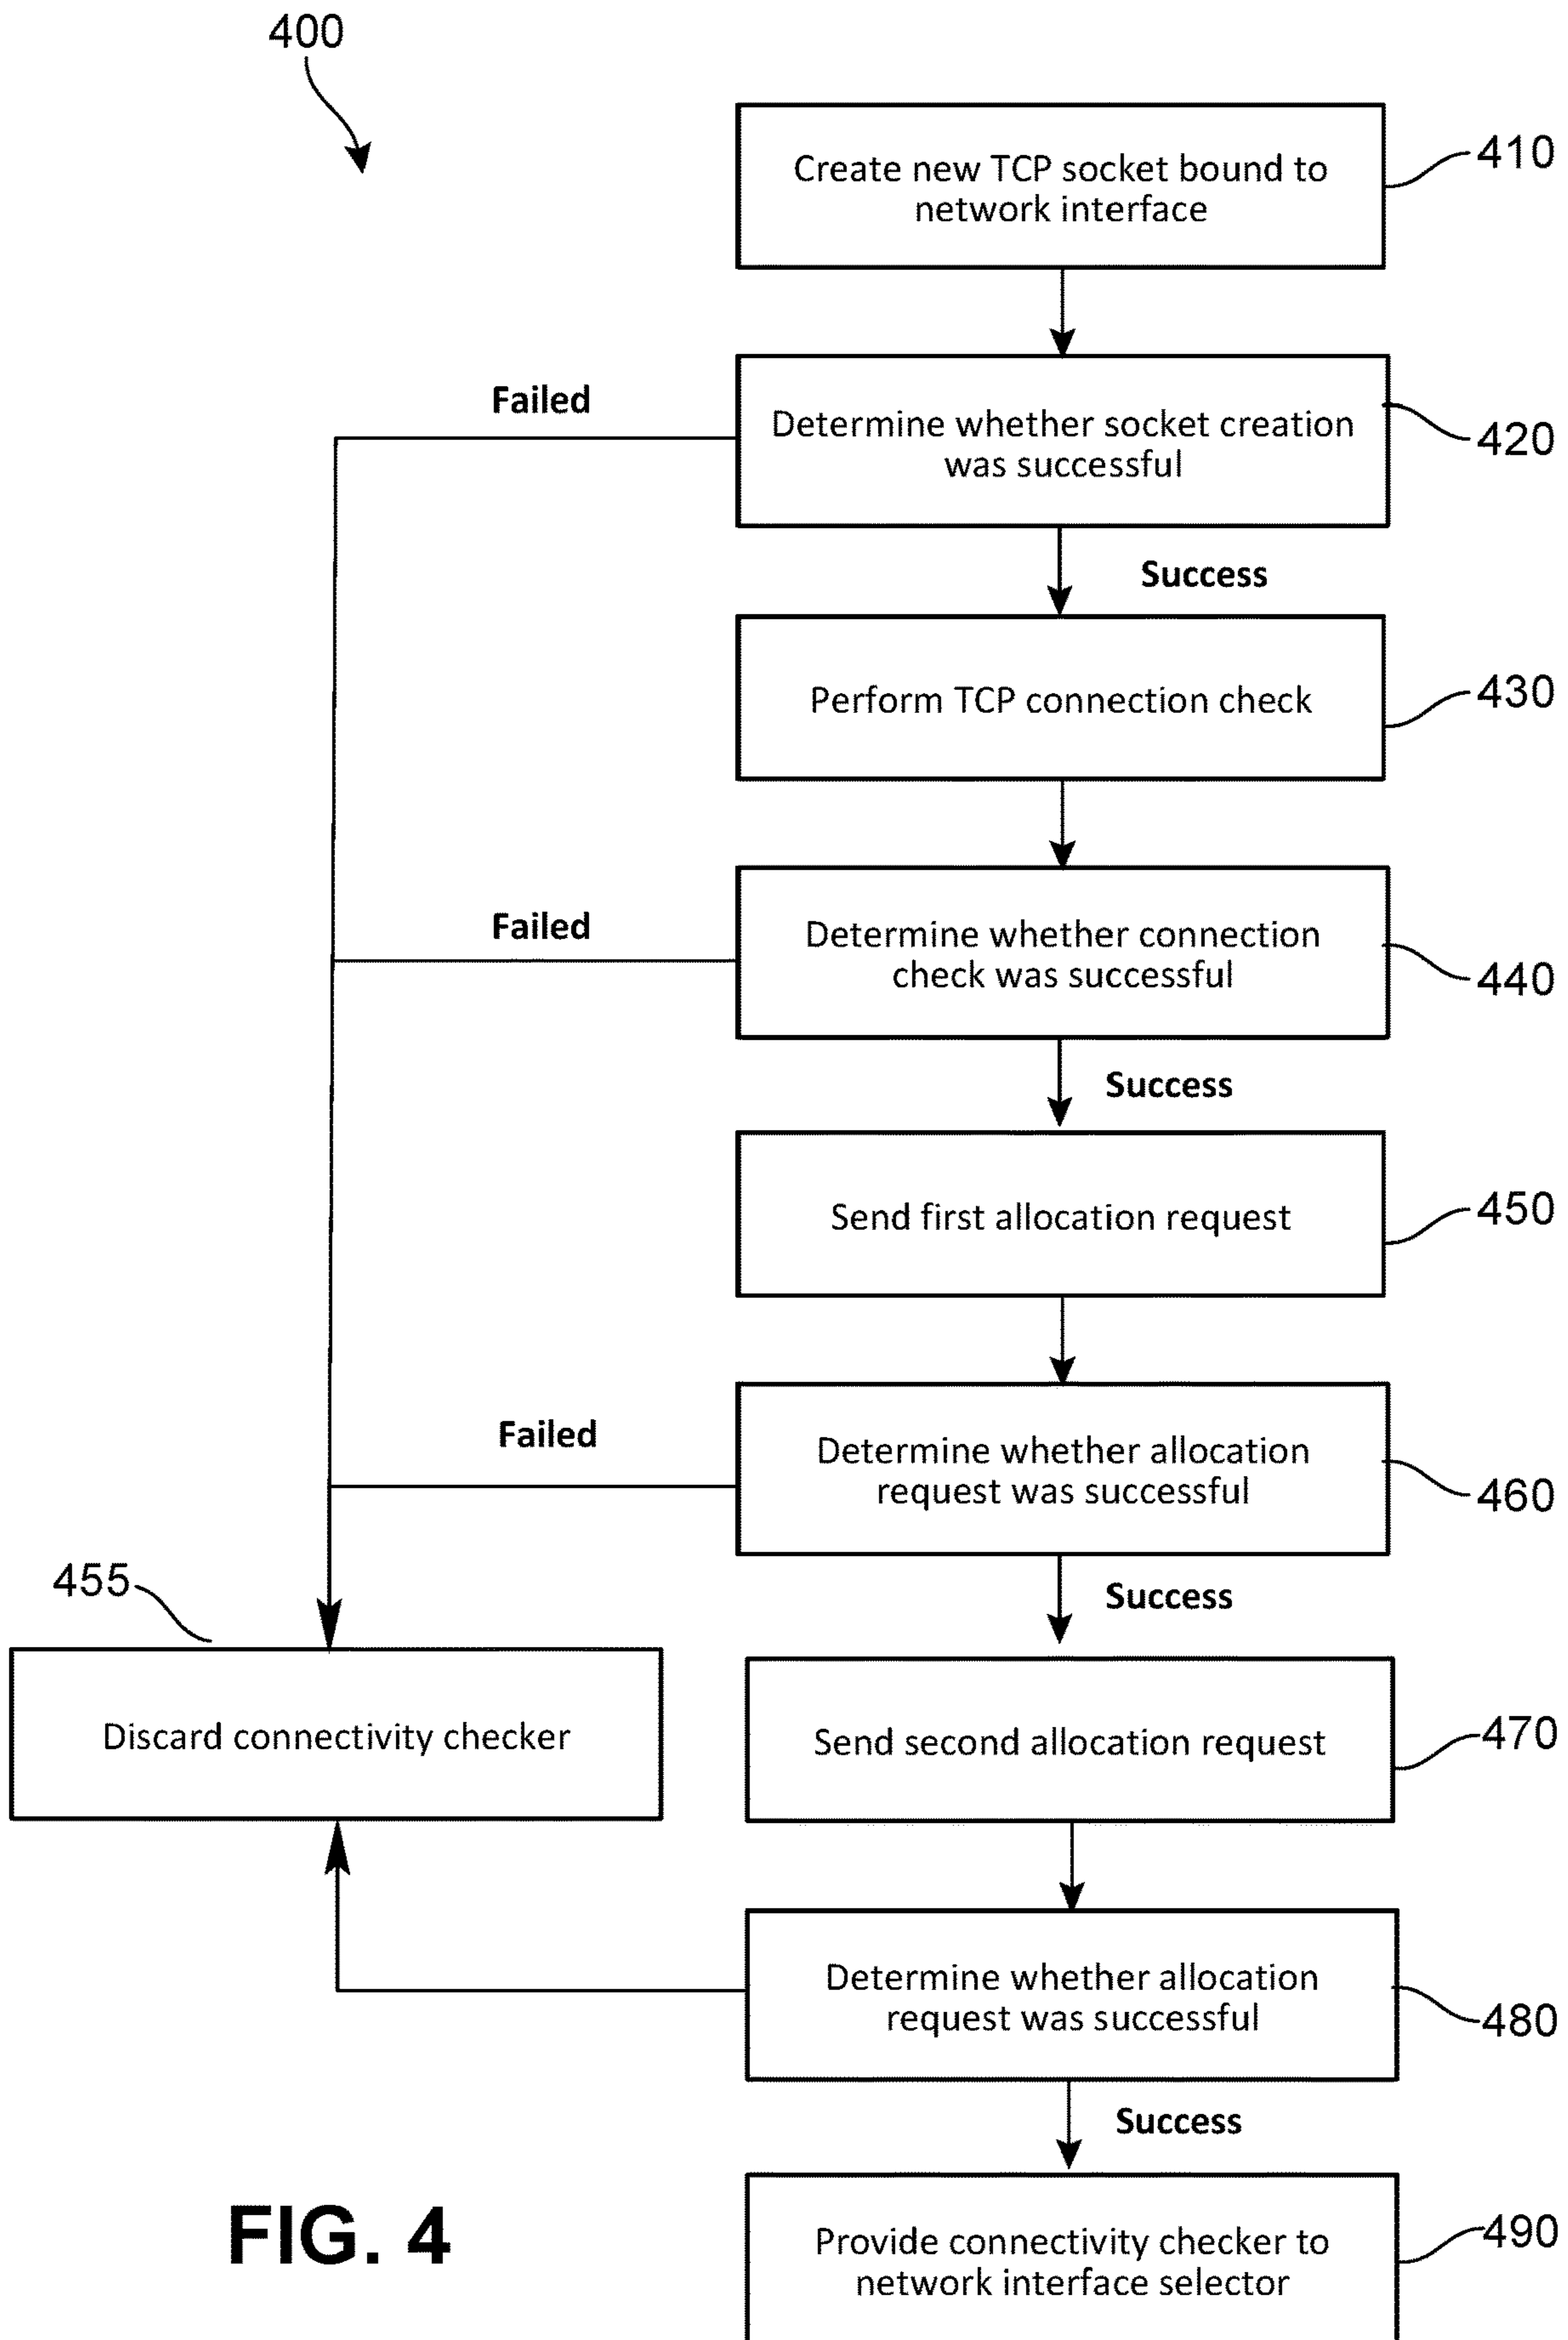 400
Create new TCP socket bound to
network interface
410
Failed
Determine whether socket creation
was successful
420
Success
Perform TCP connection check
430
Failed
Determine whether connection
check was successful
440
Success
Send first allocation request
450
Failed
Determine whether allocation
request was successful
460
Success
455
Discard connectivity checker
Send second allocation request
470
Determine whether allocation
request was successful
480
Success
FIG. 4
Provide connectivity checker to
network interface selector
490